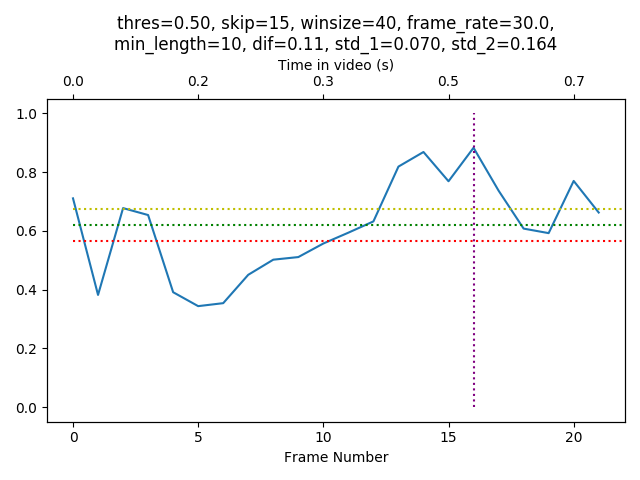 thres=0.50, skip=15, winsize=40, frame_rate=30.0,
min_length=10, dif=0.11, std_1=0.070, std_2=0.164
Time in video (s)
0.0 0.2 0.3 0.5 0.7
1.0
0.8
0.6
0.4
0.2
0.0
0 5 10 15 20
Frame Number